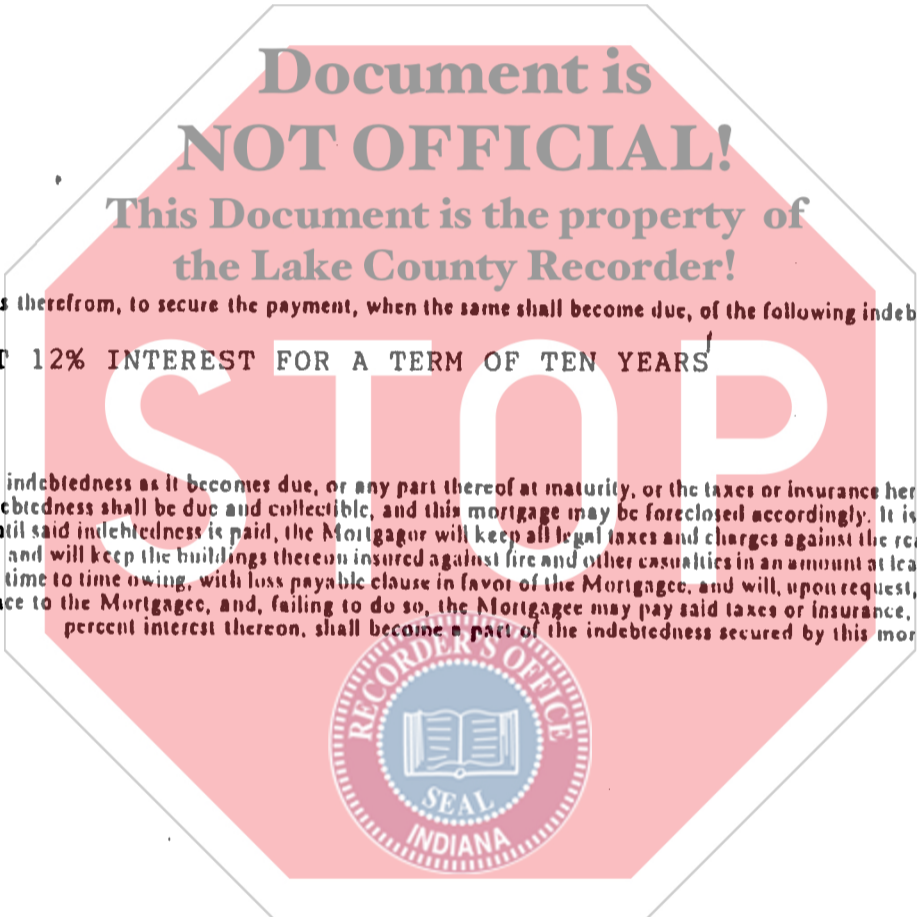 Document is
NOT OFFICIAL!
This Document is the property of
the Lake County Recorder!
s therefrom, to secure the payment, when the same shall become due, of the following indeb
12% INTEREST FOR A TERM OF TEN YEARS
STOP
indebtedness as it becomes due, or any part thereof at maturity, or the taxes or insurance her
ebtedness shall be due and collectible, and this mortgage may be foreclosed accordingly. It is
til said indebtedness is paid, the Mortgagor will keep all legal taxes and charges against the rea
and will keep the buildings thereon insured against fire and other casualties in an amount at lea
time to time owing, with loss payable clause in favor of the Mortgagee, and will, upon request,
ce to the Mortgagee, and, failing to do so, the Mortgagee may pay said taxes or insurance,
percent interest thereon, shall become a part of the indebtedness secured by this mor
RECORDER'S OFFICE
SEAL
INDIANA